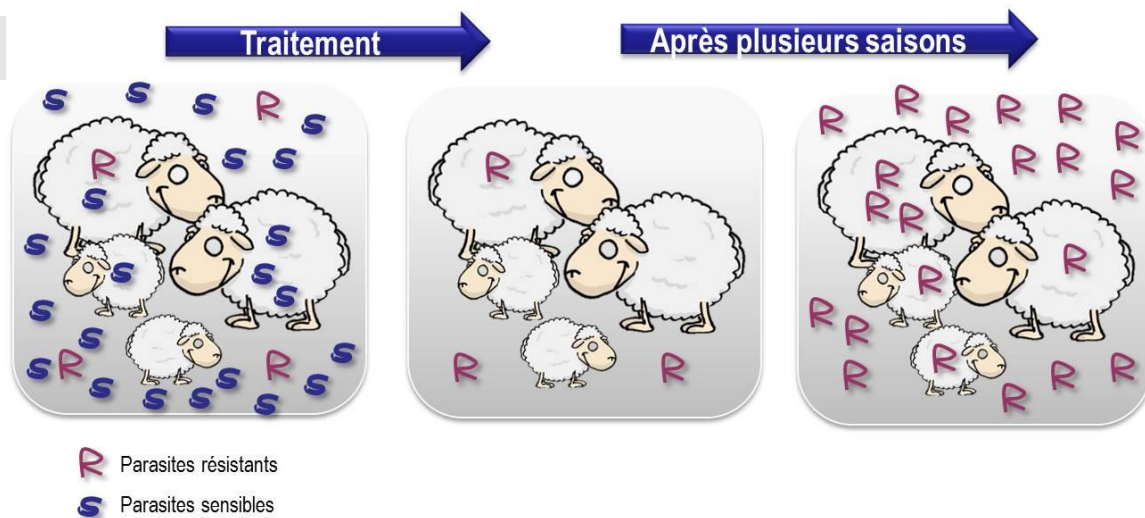 Traitement
Après plusieurs saisons
S S S R S
R S S
S
S S
S S
S S
S S
S R R
S S S
S S S
R
R R
R R R R R R
R R R R
R R
R
R
R R
R R R R
R
R Parasites résistants
S Parasites sensibles